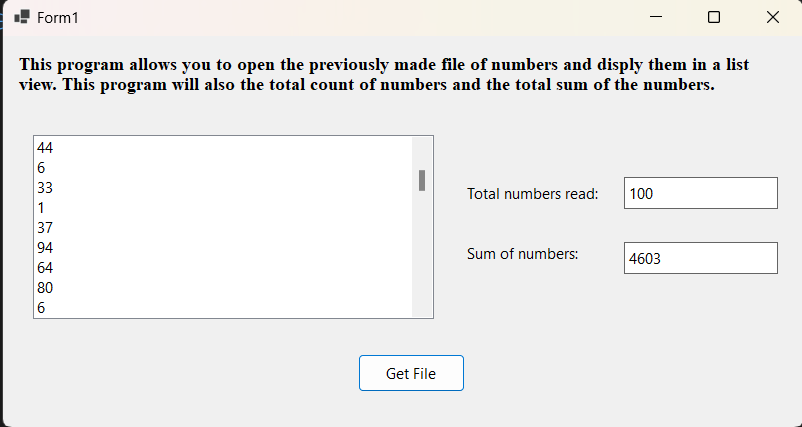 Form1
This program allows you to open the previously made file of numbers and disply them in a list
view. This program will also the total count of numbers and the total sum of the numbers.
44
6
33
1
37
94
64
80
6
Total numbers read: 100
Sum of numbers: 4603
Get File